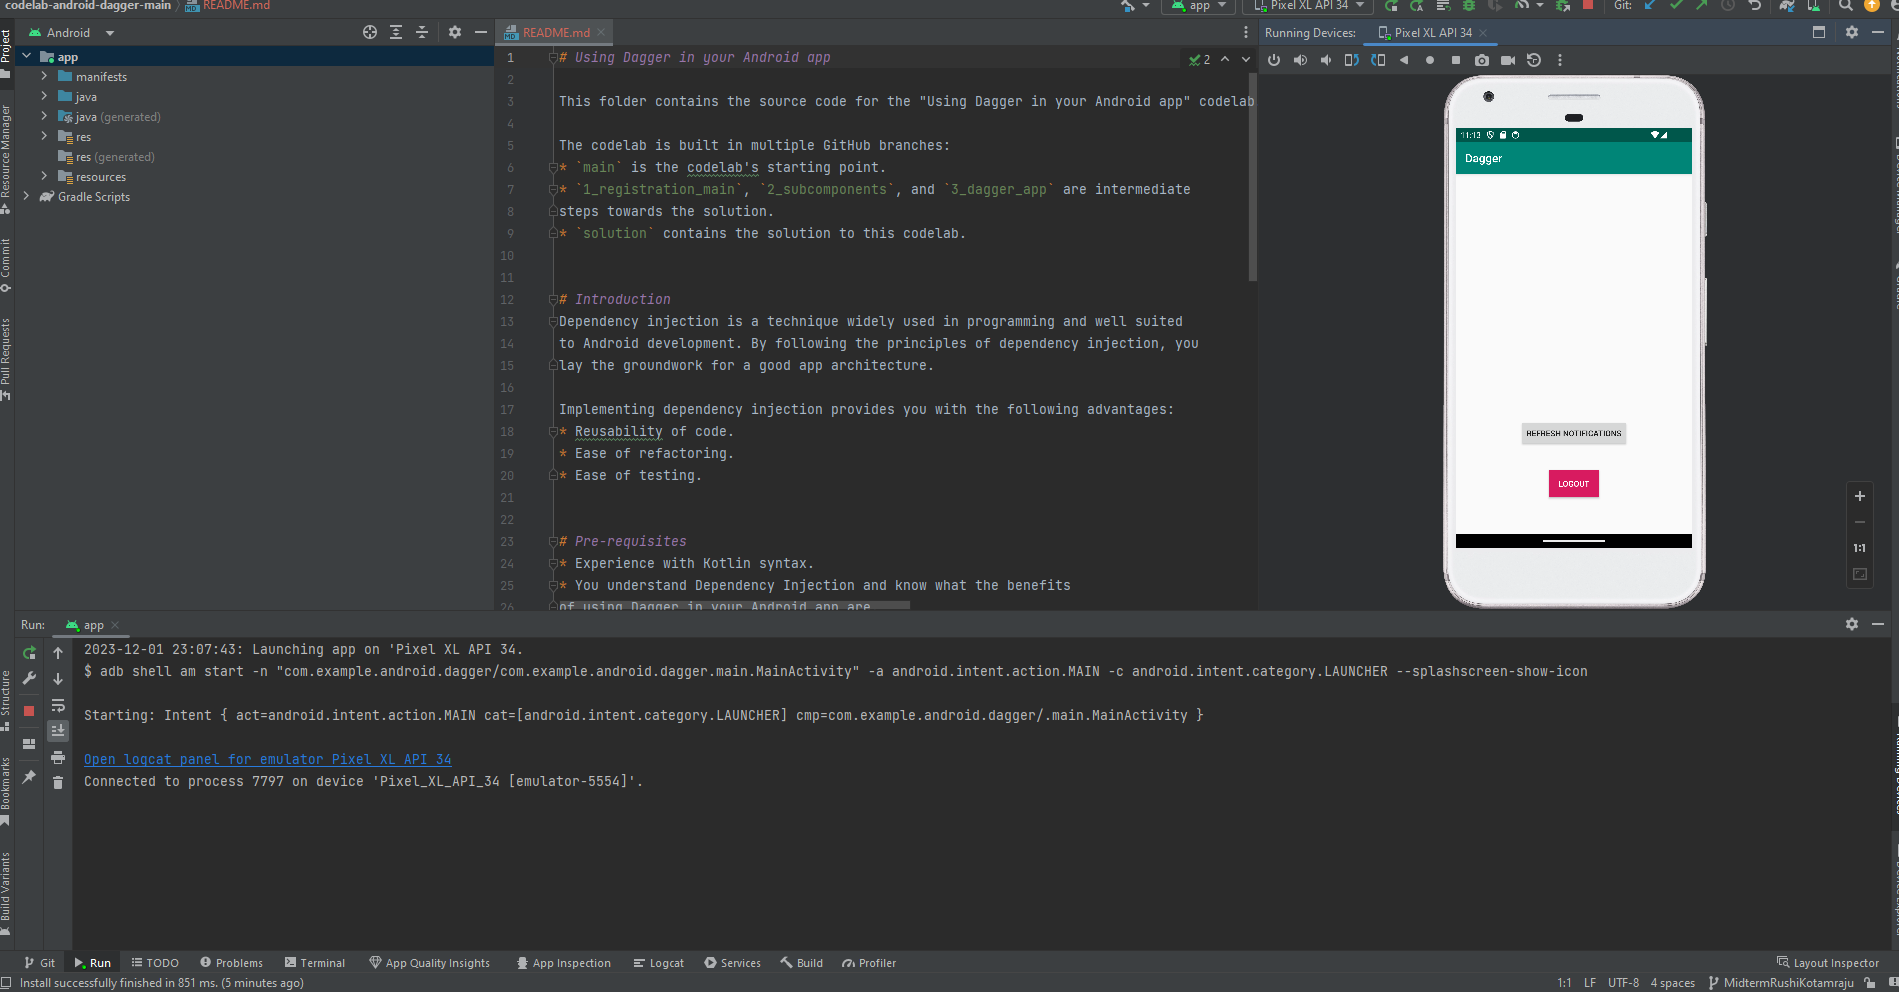 codelab-android-dagger-main README.md
app Pixel XL API 34 Git:
Android
app
manifests
java
java (generated)
res
res (generated)
resources
Gradle Scripts
Project
Resource Manager
Commit
Pull Requests
Structure
Bookmarks
Build Variants
README.md
2
1 # Using Dagger in your Android app
2
3 This folder contains the source code for the "Using Dagger in your Android app" codelab
4
5 The codelab is built in multiple GitHub branches:
6 * `main` is the codelab's starting point.
7 * `1_registration_main`, `2_subcomponents`, and `3_dagger_app` are intermediate
8 steps towards the solution.
9 * `solution` contains the solution to this codelab.
10
11
12 # Introduction
13 Dependency injection is a technique widely used in programming and well suited
14 to Android development. By following the principles of dependency injection, you
15 lay the groundwork for a good app architecture.
16
17 Implementing dependency injection provides you with the following advantages:
18 * Reusability of code.
19 * Ease of refactoring.
20 * Ease of testing.
21
22
23 # Pre-requisites
24 * Experience with Kotlin syntax.
25 * You understand Dependency Injection and know what the benefits
26 of using Dagger in your Android app are
Running Devices: Pixel XL API 34
11:13
Dagger
REFRESH NOTIFICATIONS
LOGOUT
1:1
Run: app
2023-12-01 23:07:43: Launching app on 'Pixel XL API 34.
$ adb shell am start -n "com.example.android.dagger/com.example.android.dagger.main.MainActivity" -a android.intent.action.MAIN -c android.intent.category.LAUNCHER --splashscreen-show-icon
Starting: Intent { act=android.intent.action.MAIN cat=[android.intent.category.LAUNCHER] cmp=com.example.android.dagger/.main.MainActivity }
Open logcat panel for emulator Pixel XL API 34
Connected to process 7797 on device 'Pixel_XL_API_34 [emulator-5554]'.
Git Run TODO Problems Terminal App Quality Insights App Inspection Logcat Services Build Profiler Layout Inspector
Install successfully finished in 851 ms. (5 minutes ago) 1:1 LF UTF-8 4 spaces MidtermRushiKotamraju